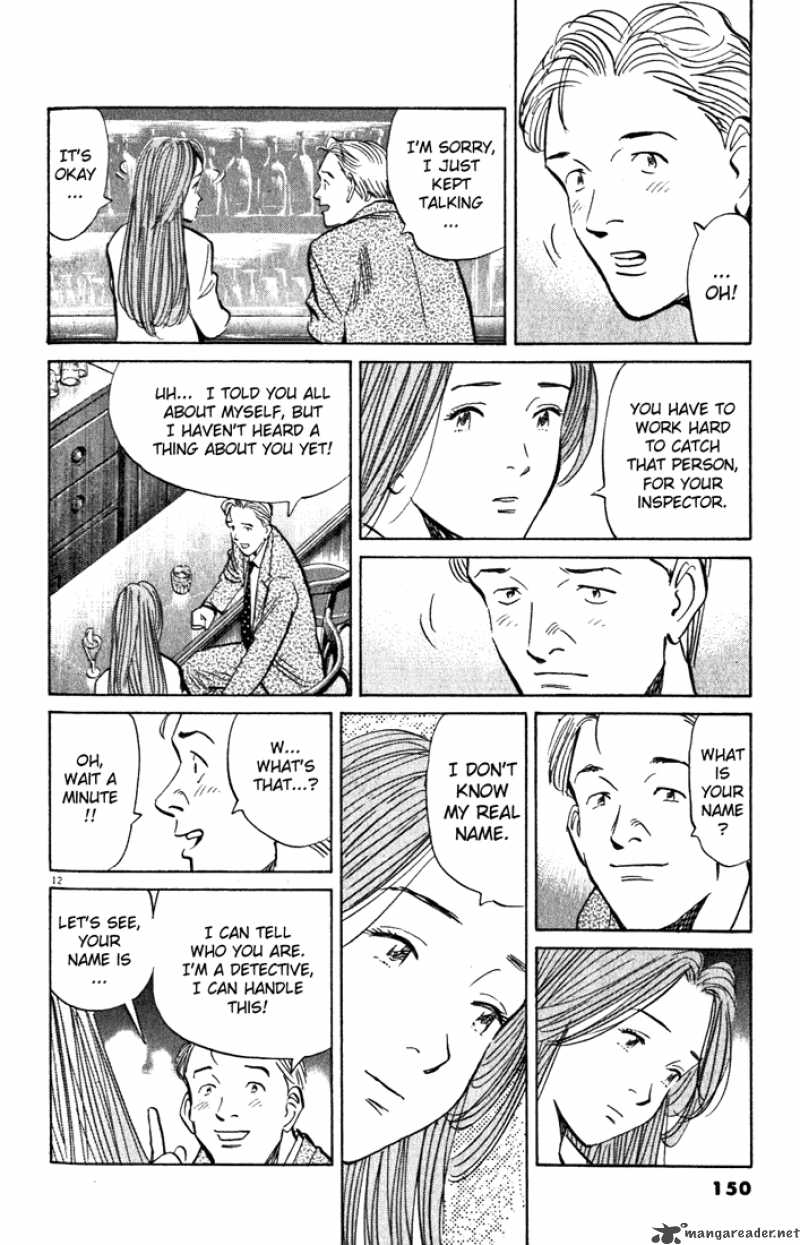 ...
OH!
I'M SORRY,
I JUST
KEPT
TALKING
...
IT'S
OKAY
...
YOU HAVE TO
WORK HARD
TO CATCH
THAT PERSON,
FOR YOUR
INSPECTOR.
UH... I TOLD YOU ALL
ABOUT MYSELF, BUT
I HAVEN'T HEARD A
THING ABOUT YOU YET!
WHAT
IS
YOUR
NAME
?
I DON'T
KNOW
MY REAL
NAME.
W...
WHAT'S
THAT...?
OH,
WAIT A
MINUTE
!!
I CAN TELL
WHO YOU ARE.
I'M A DETECTIVE,
I CAN HANDLE
THIS!
LET'S SEE,
YOUR
NAME IS
...
12
150
mangareader.net